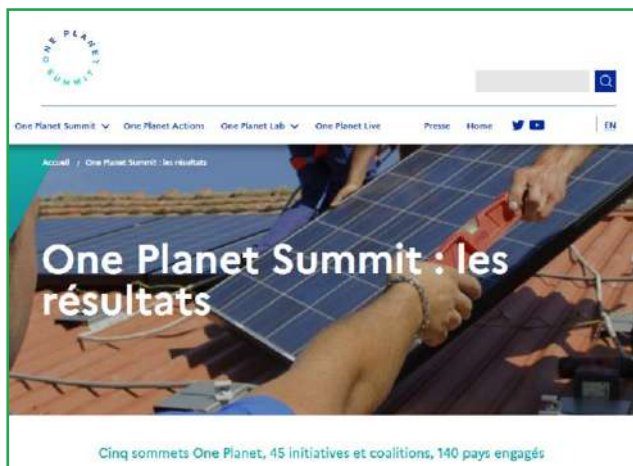 ONE PLANET
SUMMIT
One Planet Summit One Planet Actions One Planet Lab One Planet Live Presse Home EN
Accueil / One Planet Summit : les résultats
One Planet Summit : les
résultats
Cinq sommets One Planet, 45 initiatives et coalitions, 140 pays engagés